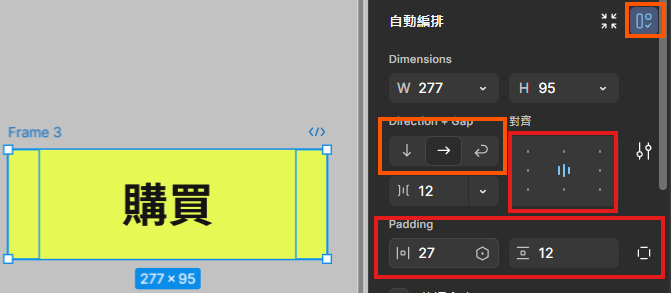 自動編排
Dimensions
W 277
H 95
Frame 3
Direction + Gap
對齊
12
購買
Padding
27
12
277 × 95